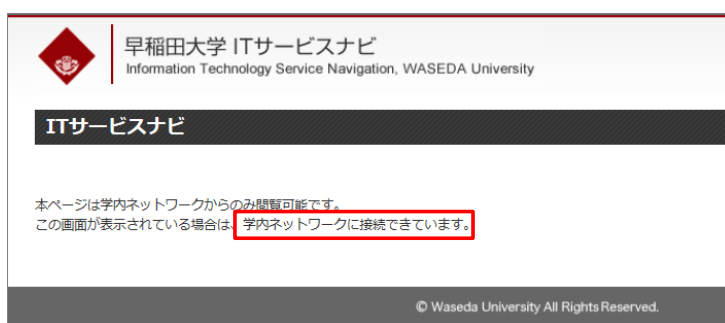 早稲田大学 ITサービスナビ
Information Technology Service Navigation, WASEDA University
ITサービスナビ
本ページは学内ネットワークからのみ閲覧可能です。
この画面が表示されている場合は、学内ネットワークに接続できています。
© Waseda University All Rights Reserved.